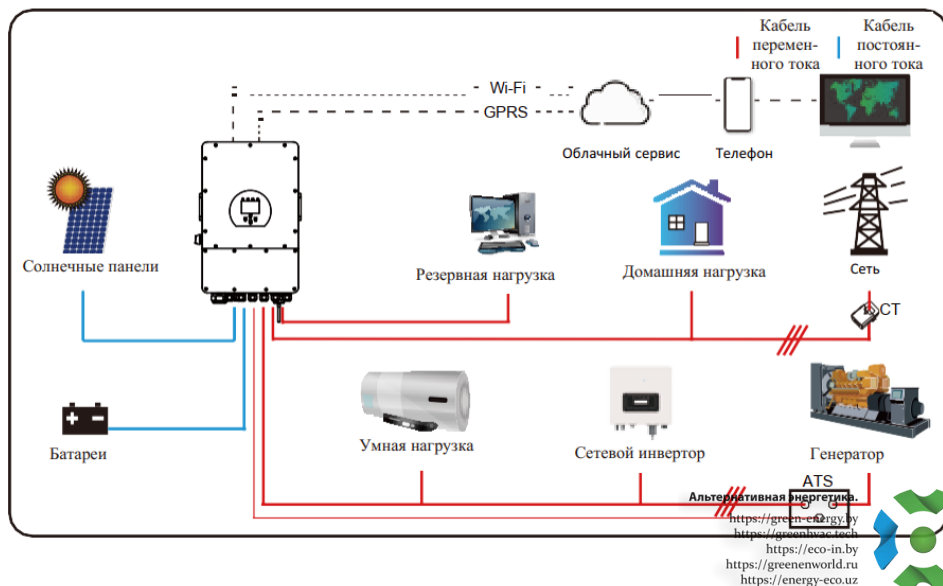 Кабель
перемен-
ного тока
Кабель
постоян-
ного тока
Wi-Fi
GPRS
Облачный сервис
Телефон
Солнечные панели
Резервная нагрузка
Домашняя нагрузка
Сеть
CT
Батареи
Умная нагрузка
Сетевой инвертор
Генератор
ATS
Альтернативная энергетика.
https://green-energy.by
https://greenhvac.tech
https://eco-in.by
https://greenenworld.ru
https://energy-eco.uz